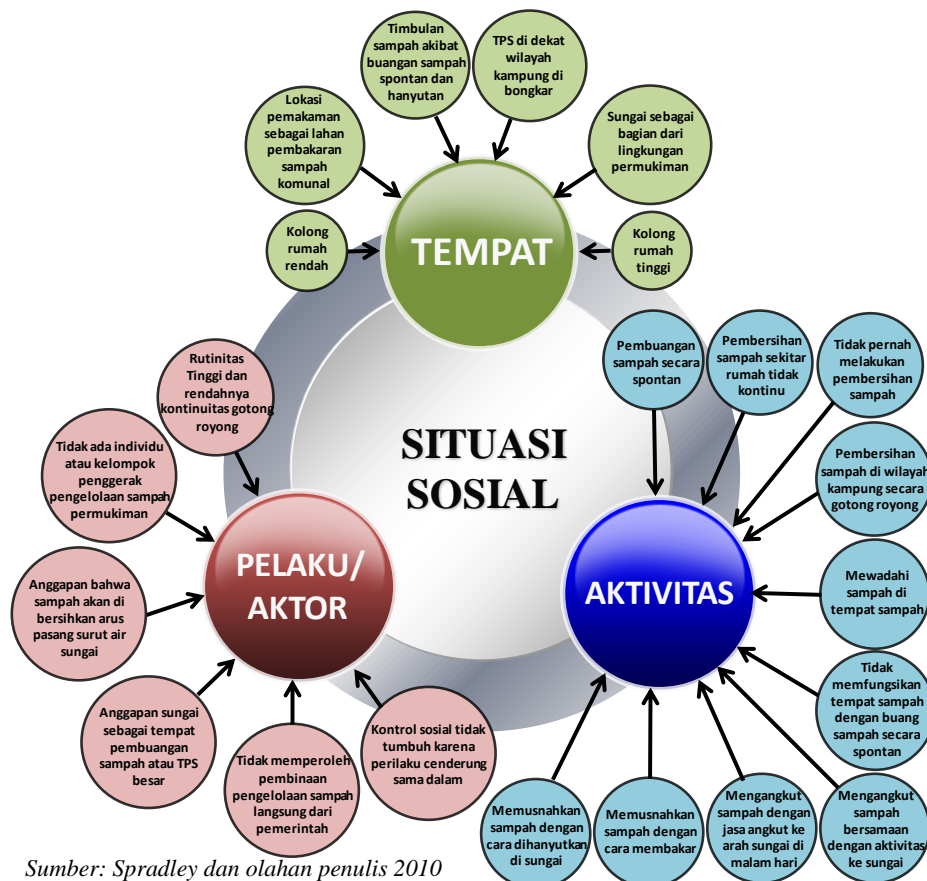 Timbulan
sampah akibat
buangan sampah
spontan dan
hanyutan
TPS di dekat
wilayah
kampung di
bongkar
Lokasi
pemakaman
sebagai lahan
pembakaran
sampah
komunal
Sungai sebagai
bagian dari
lingkungan
permukiman
Kolong
rumah
rendah
TEMPAT
Kolong
rumah
tinggi
Rutinitas
Tinggi dan
rendahnya
kontinuitas gotong
royong
Pembuangan
sampah secara
spontan
Pembersihan
sampah sekitar
rumah tidak
kontinu
Tidak pernah
melakukan
pembersihan
sampah
SITUASI
SOSIAL
Tidak ada individu
atau kelompok
penggerak
pengelolaan sampah
permukiman
Pembersihan
sampah di wilayah
kampung secara
gotong royong
PELAKU/
AKTOR
AKTIVITAS
Anggapan bahwa
sampah akan di
bersihkan arus
pasang surut air
sungai
Mewadahi
sampah di
tempat sampah
Anggapan sungai
sebagai tempat
pembuangan
sampah atau TPS
besar
Tidak memperoleh
pembinaan
pengelolaan sampah
langsung dari
pemerintah
Kontrol sosial tidak
tumbuh karena
perilaku cenderung
sama dalam
Tidak
memfungsikan
tempat sampah
dengan buang
sampah secara
spontan
Memusnahkan
sampah dengan
cara dihanyutkan
di sungai
Memusnahkan
sampah dengan
cara membakar
Mengangkut
sampah dengan
jasa angkut ke
arah sungai di
malam hari
Mengangkut
sampah
bersamaan
dengan aktivitas
ke sungai
Sumber: Spradley dan olahan penulis 2010